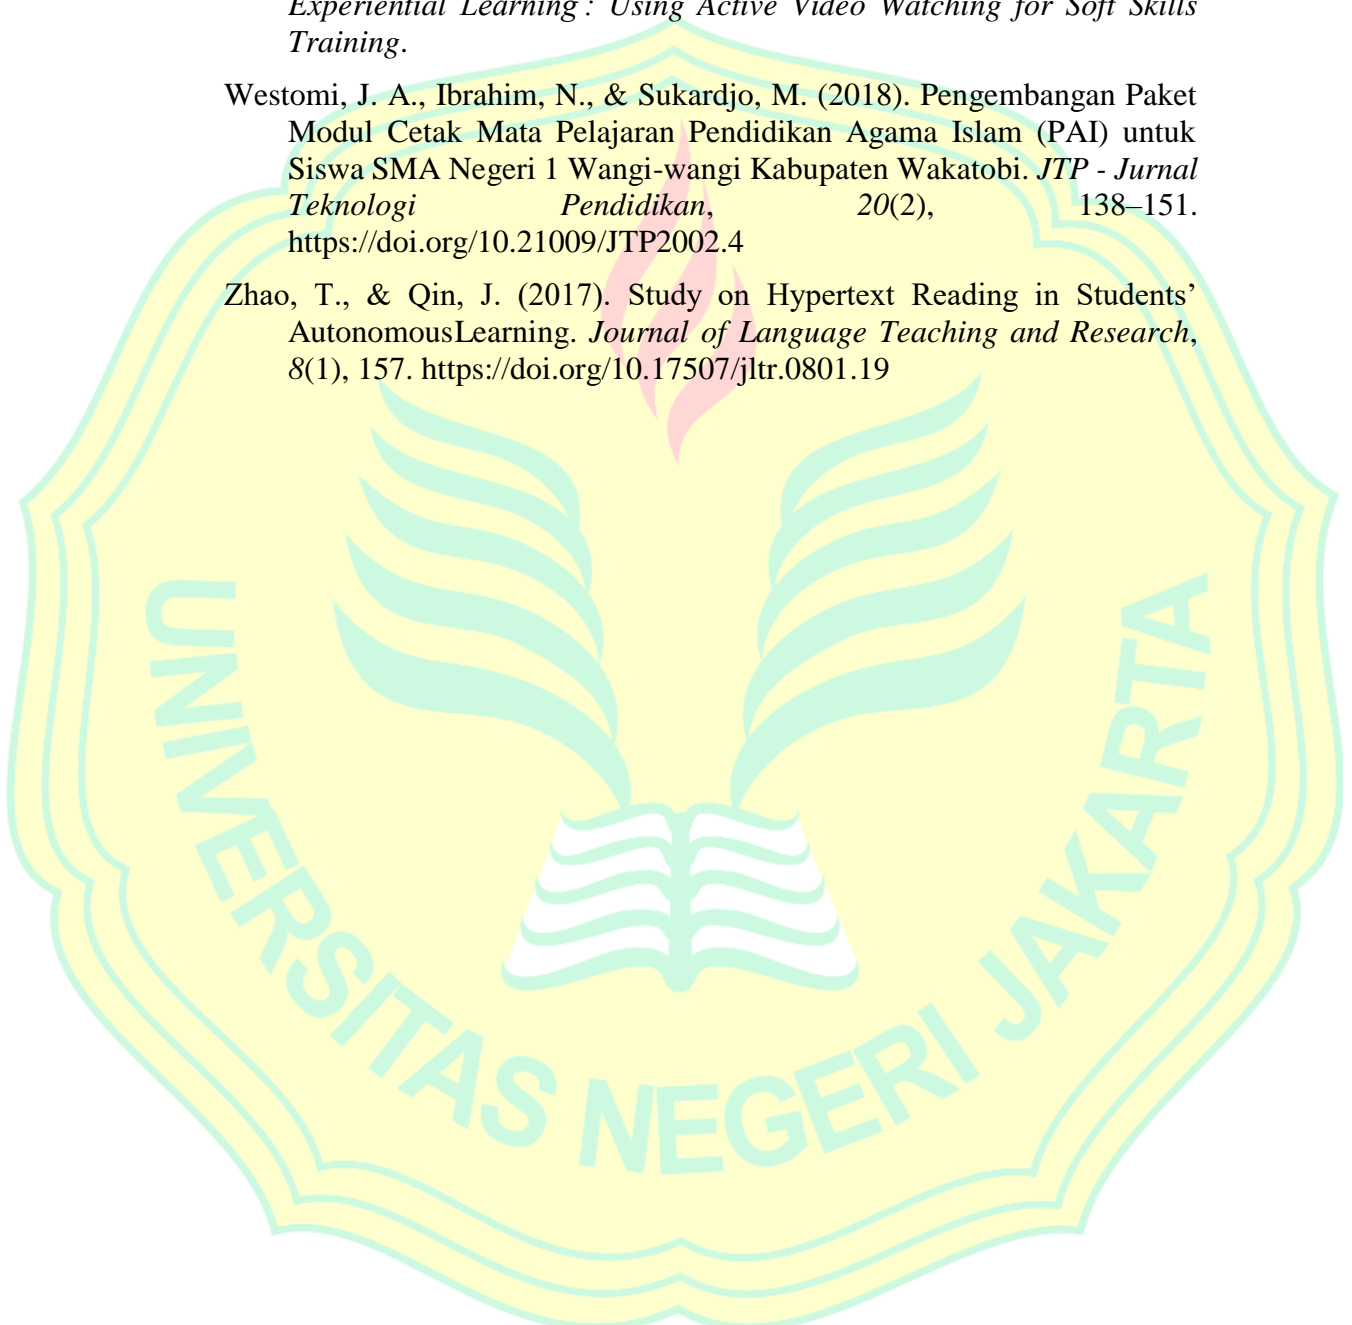 Experiential Learning : Using Active Video Watching for Soft Skills
Training.
Westomi, J. A., Ibrahim, N., & Sukardjo, M. (2018). Pengembangan Paket
Modul Cetak Mata Pelajaran Pendidikan Agama Islam (PAI) untuk
Siswa SMA Negeri 1 Wangi-wangi Kabupaten Wakatobi. JTP - Jurnal
Teknologi Pendidikan, 20(2), 138–151.
https://doi.org/10.21009/JTP2002.4
Zhao, T., & Qin, J. (2017). Study on Hypertext Reading in Students’
AutonomousLearning. Journal of Language Teaching and Research,
8(1), 157. https://doi.org/10.17507/jltr.0801.19
UNIVERSITAS NEGERI JAKARTA